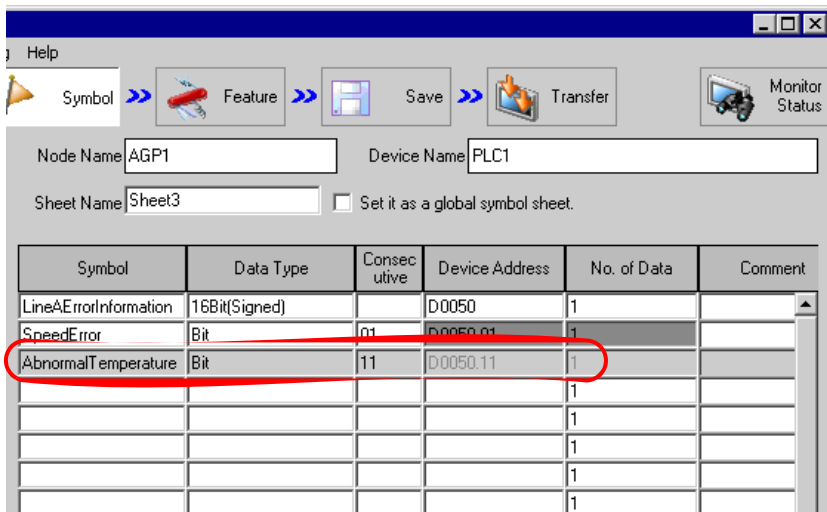 g Help
Symbol Feature Save Transfer Monitor Status
Node Name AGP1 Device Name PLC1
Sheet Name Sheet3 Set it as a global symbol sheet.
Symbol Data Type Consec utive Device Address No. of Data Comment
LineAErrorInformation 16Bit(Signed) D0050 1
SpeedError Bit 01 D0050.01 1
AbnormalTemperature Bit 11 D0050.11 1
1
1
1
1
1